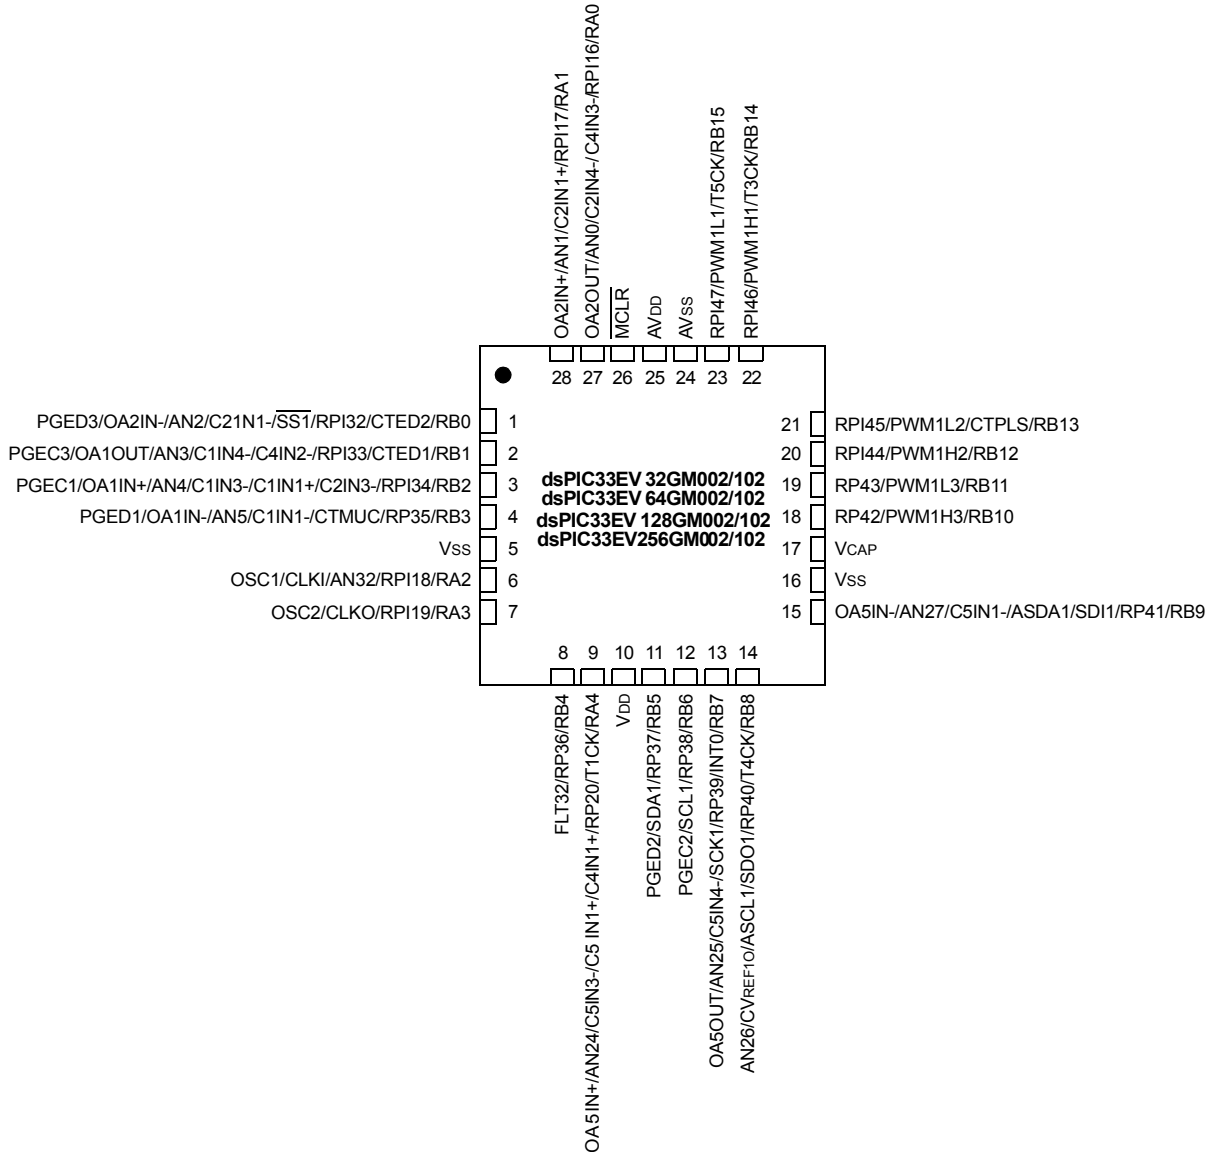 OA2IN+/AN1/C2IN1+/RPI17/RA1
OA2OUT/AN0/C2IN4-/C4IN3-/RPI16/RA0
MCLR
AVDD
AVSS
RPI47/PWM1L1/T5CK/RB15
RPI46/PWM1H1/T3CK/RB14
28 27 26 25 24 23 22
PGED3/OA2IN-/AN2/C21N1-/SS1/RPI32/CTED2/RB0 1
PGEC3/OA1OUT/AN3/C1IN4-/C4IN2-/RPI33/CTED1/RB1 2
PGEC1/OA1IN+/AN4/C1IN3-/C1IN1+/C2IN3-/RPI34/RB2 3
PGED1/OA1IN-/AN5/C1IN1-/CTMUC/RP35/RB3 4
VSS 5
OSC1/CLKI/AN32/RPI18/RA2 6
OSC2/CLKO/RPI19/RA3 7
dsPIC33EV 32GM002/102
dsPIC33EV 64GM002/102
dsPIC33EV 128GM002/102
dsPIC33EV256GM002/102
21 RPI45/PWM1L2/CTPLS/RB13
20 RPI44/PWM1H2/RB12
19 RP43/PWM1L3/RB11
18 RP42/PWM1H3/RB10
17 VCAP
16 VSS
15 OA5IN-/AN27/C5IN1-/ASDA1/SDI1/RP41/RB9
8 9 10 11 12 13 14
FLT32/RP36/RB4
OA5IN+/AN24/C5IN3-/C5 IN1+/C4IN1+/RP20/T1CK/RA4
VDD
PGED2/SDA1/RP37/RB5
PGEC2/SCL1/RP38/RB6
OA5OUT/AN25/C5IN4-/SCK1/RP39/INT0/RB7
AN26/CVREF1O/ASCL1/SDO1/RP40/T4CK/RB8